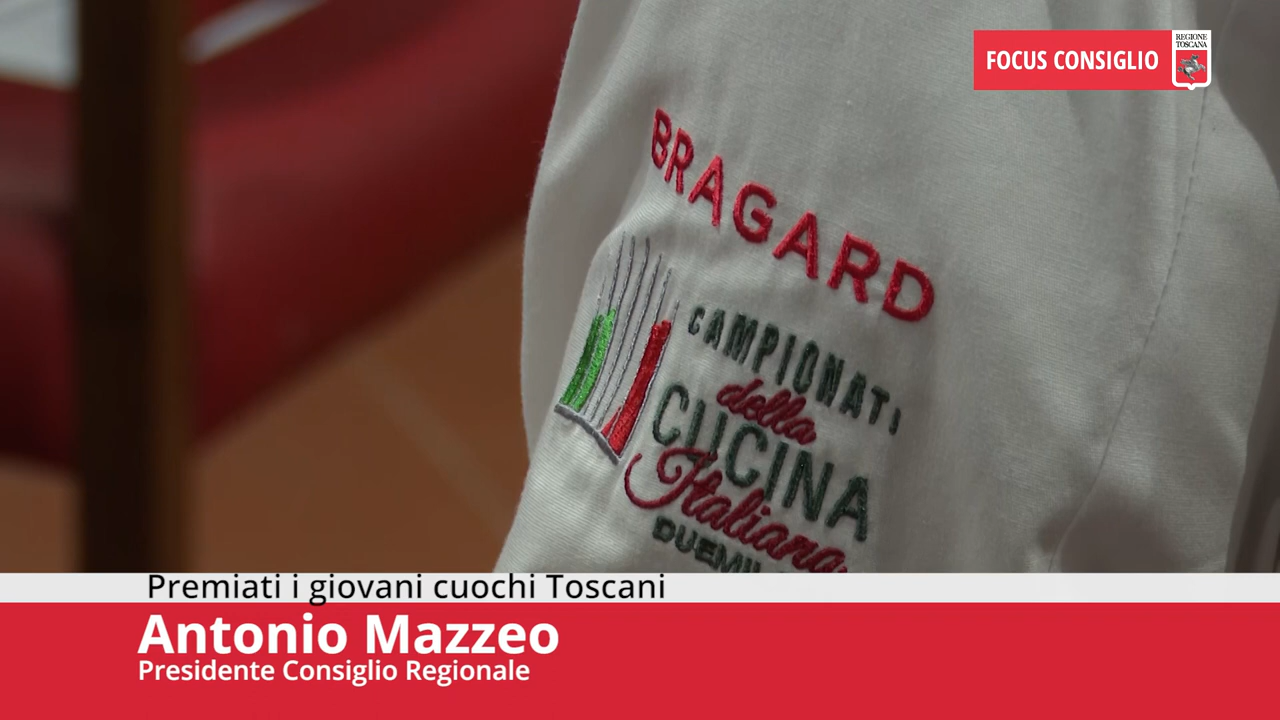 FOCUS CONSIGLIO
REGIONE
TOSCANA
BRAGARD
CAMPIONATI
della
CUCINA
Italiana
Premiati i giovani cuochi Toscani
Antonio Mazzeo
Presidente Consiglio Regionale